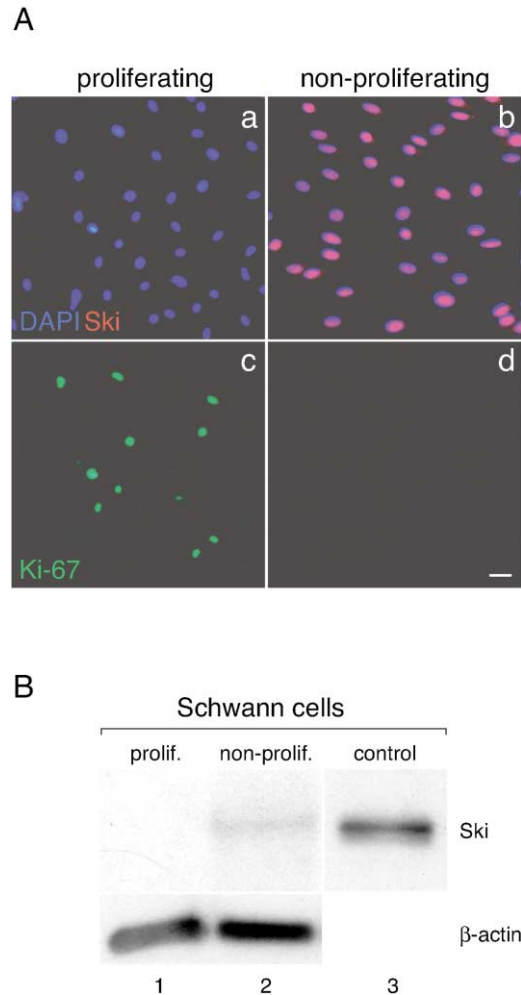 A
proliferating non-proliferating
a b
DAPI Ski
c d
Ki-67
B
Schwann cells
prolif. non-prolif. control
Ski
β-actin
1 2 3